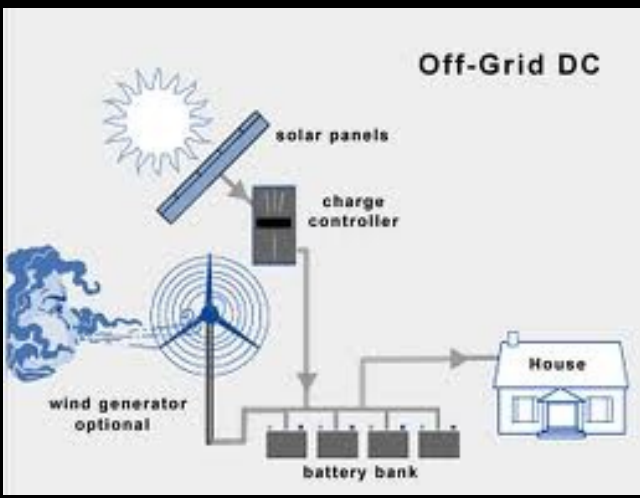 Off-Grid DC
solar panels
charge
controller
wind generator
optional
House
battery bank